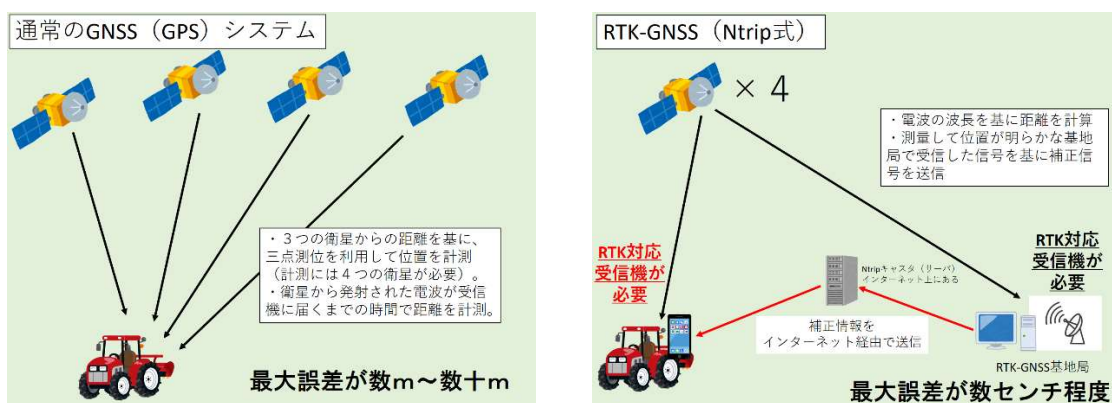 通常のGNSS（GPS）システム
・３つの衛星からの距離を基に、
三点測位を利用して位置を計測
（計測には４つの衛星が必要）。
・衛星から発射された電波が受信
機に届くまでの時間で距離を計測。
最大誤差が数ｍ～数十ｍ
RTK-GNSS（Ntrip式）
× 4
・電波の波長を基に距離を計算
・測量して位置が明らかな基地
局で受信した信号を基に補正信
号を送信
RTK対応
受信機が
必要
Ntripキャスタ（サーバ）
インターネット上にある
RTK対応
受信機が
必要
補正情報を
インターネット経由で送信
RTK-GNSS基地局
最大誤差が数センチ程度